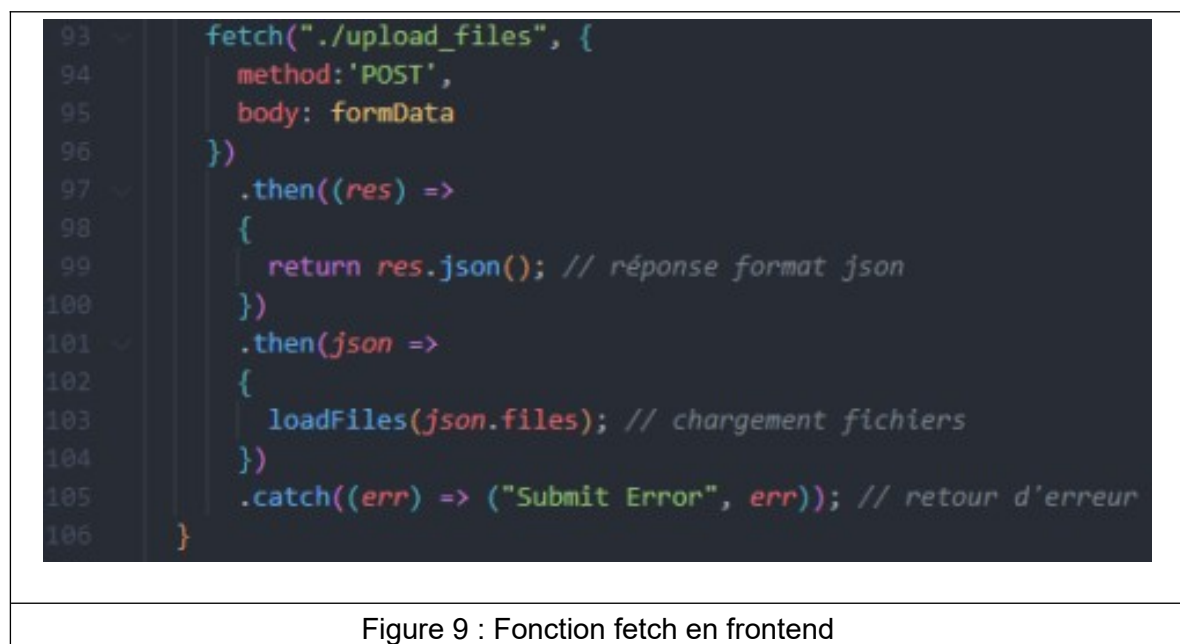 93 fetch("./upload_files", {
94 method:'POST',
95 body: formData
96 })
97 .then((res) =>
98 {
99 return res.json(); // réponse format json
100 })
101 .then(json =>
102 {
103 loadFiles(json.files); // chargement fichiers
104 })
105 .catch((err) => ("Submit Error", err)); // retour d'erreur
106 }
Figure 9 : Fonction fetch en frontend